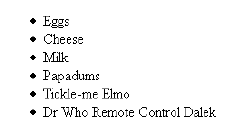 • Eggs
• Cheese
• Milk
• Papadums
• Tickle-me Elmo
• Dr Who Remote Control Dalek